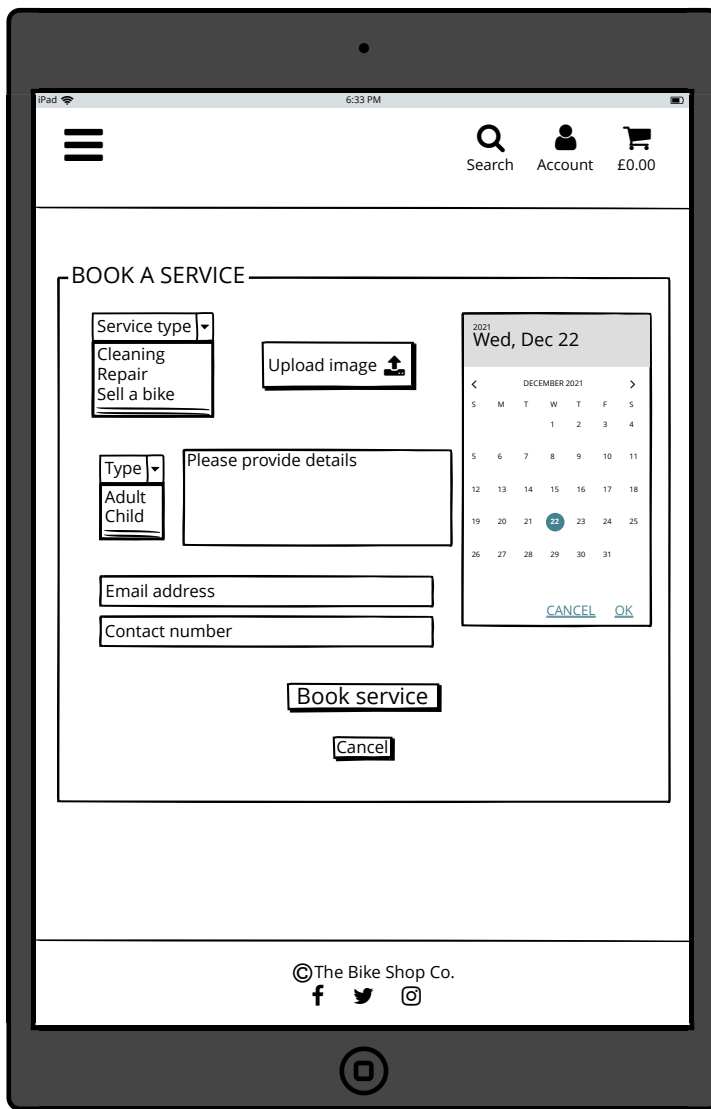 iPad 6:33 PM
Search Account £0.00
BOOK A SERVICE
Service type
Cleaning
Repair
Sell a bike
Upload image
Type
Adult
Child
Please provide details
Email address
Contact number
2021
Wed, Dec 22
DECEMBER 2021
S M T W T F S
1 2 3 4
5 6 7 8 9 10 11
12 13 14 15 16 17 18
19 20 21 22 23 24 25
26 27 28 29 30 31
CANCEL OK
Book service
Cancel
©The Bike Shop Co.